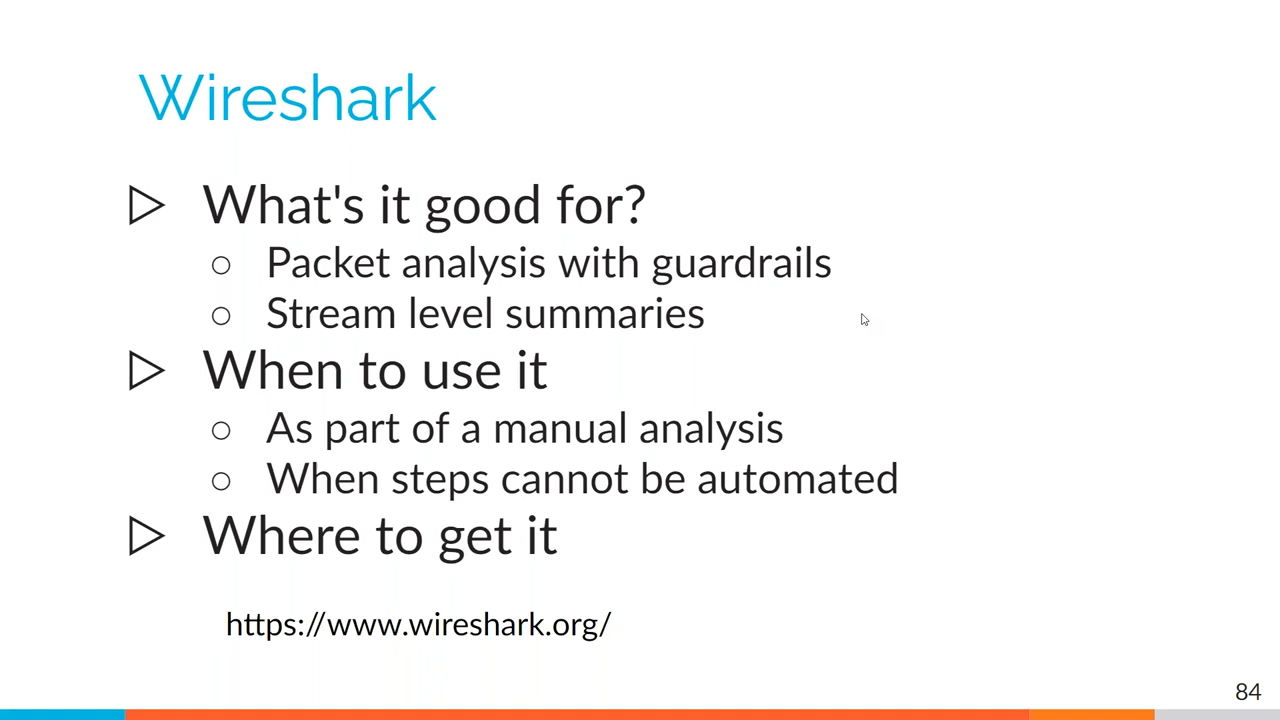 Wireshark
What's it good for?
Packet analysis with guardrails
Stream level summaries
When to use it
As part of a manual analysis
When steps cannot be automated
Where to get it
https://www.wireshark.org/
84